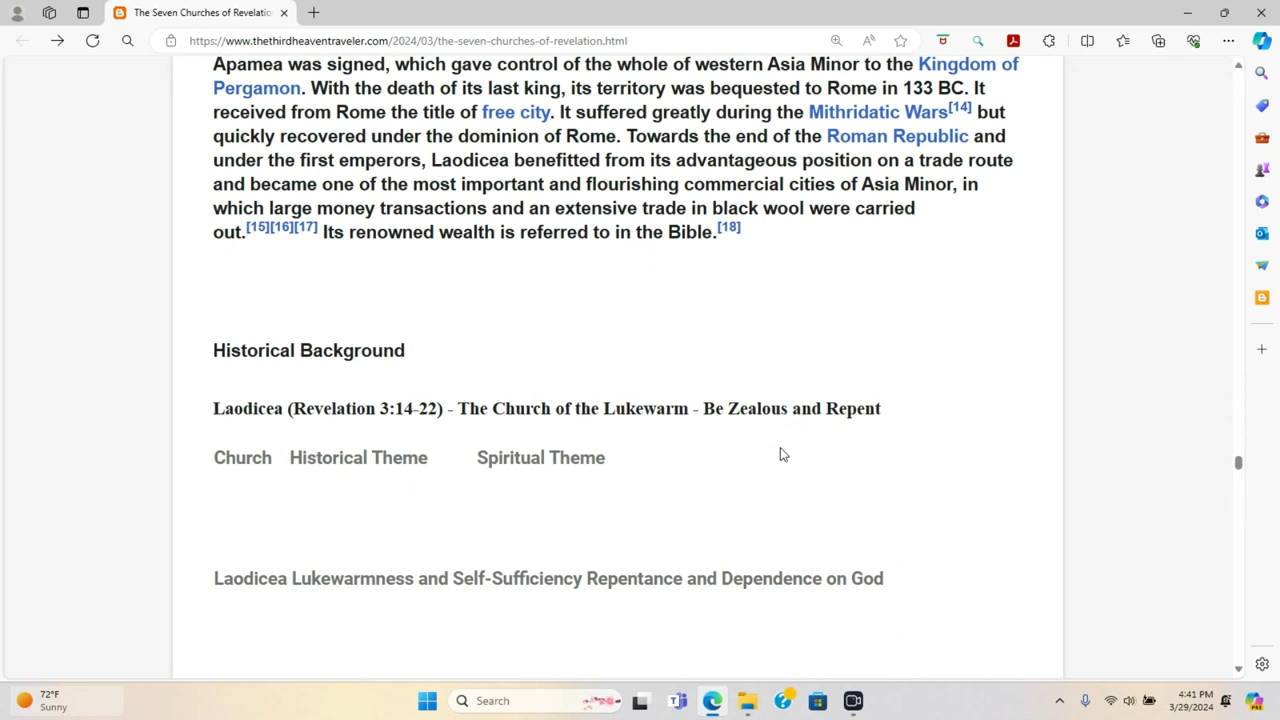 The Seven Churches of Revelatio
https://www.thethirdheaventraveler.com/2024/03/the-seven-churches-of-revelation.html
Apamea was signed, which gave control of the whole of western Asia Minor to the Kingdom of
Pergamon. With the death of its last king, its territory was bequested to Rome in 133 BC. It
received from Rome the title of free city. It suffered greatly during the Mithridatic Wars[14] but
quickly recovered under the dominion of Rome. Towards the end of the Roman Republic and
under the first emperors, Laodicea benefitted from its advantageous position on a trade route
and became one of the most important and flourishing commercial cities of Asia Minor, in
which large money transactions and an extensive trade in black wool were carried
out.[15][16][17] Its renowned wealth is referred to in the Bible.[18]
Historical Background
Laodicea (Revelation 3:14-22) - The Church of the Lukewarm - Be Zealous and Repent
Church Historical Theme Spiritual Theme
Laodicea Lukewarmness and Self-Sufficiency Repentance and Dependence on God
72°F
Sunny
Search
4:41 PM
3/29/2024
PRE